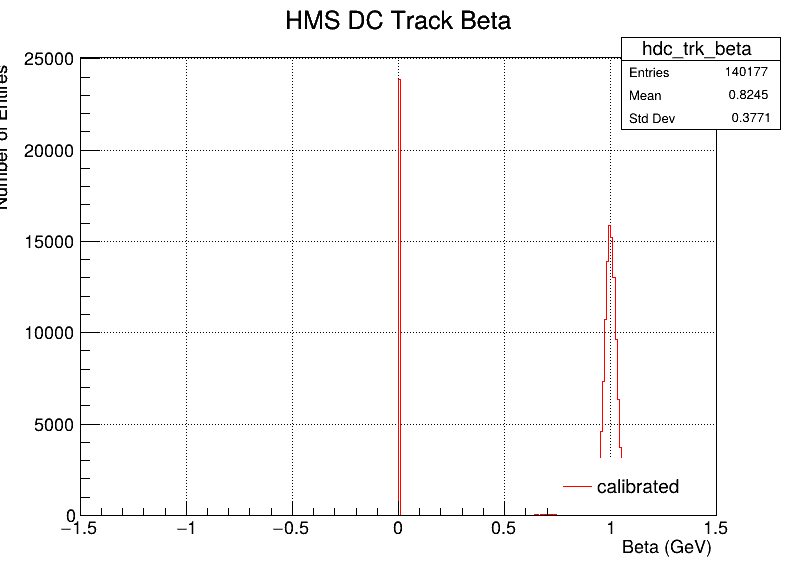 HMS DC Track Beta
hdc_trk_beta
Entries 140177
Mean 0.8245
Std Dev 0.3771
Number of Entires
25000
20000
15000
10000
5000
0
−1.5 −1 −0.5 0 0.5 1 1.5
Beta (GeV)
calibrated